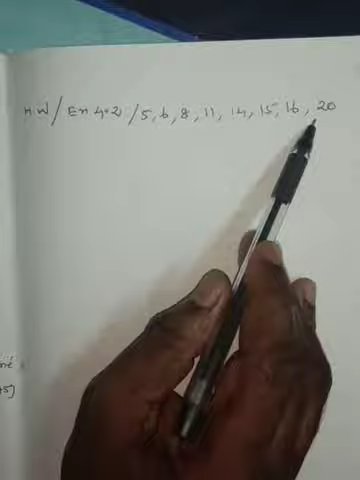 HW / Ex 4.2 / 5, 6, 8, 11, 14, 15, 16, 20